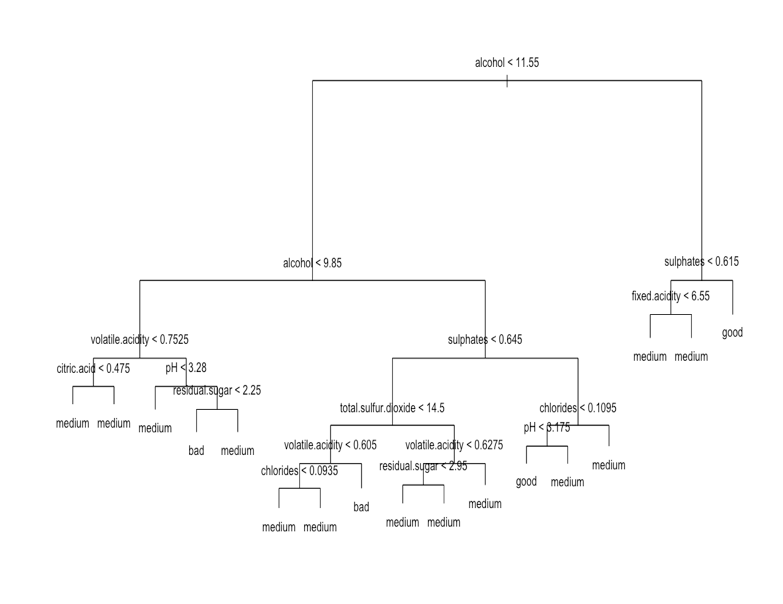 alcohol < 11.55
alcohol < 9.85
sulphates < 0.615
fixed.acidity < 6.55
good
medium
medium
volatile.acidity < 0.7525
sulphates < 0.645
citric.acid < 0.475
pH < 3.28
residual.sugar < 2.25
medium
medium
medium
bad
medium
total.sulfur.dioxide < 14.5
chlorides < 0.1095
pH < 3.175
volatile.acidity < 0.605
volatile.acidity < 0.6275
chlorides < 0.0935
residual.sugar < 2.95
medium
good
medium
bad
medium
medium
medium
medium
medium